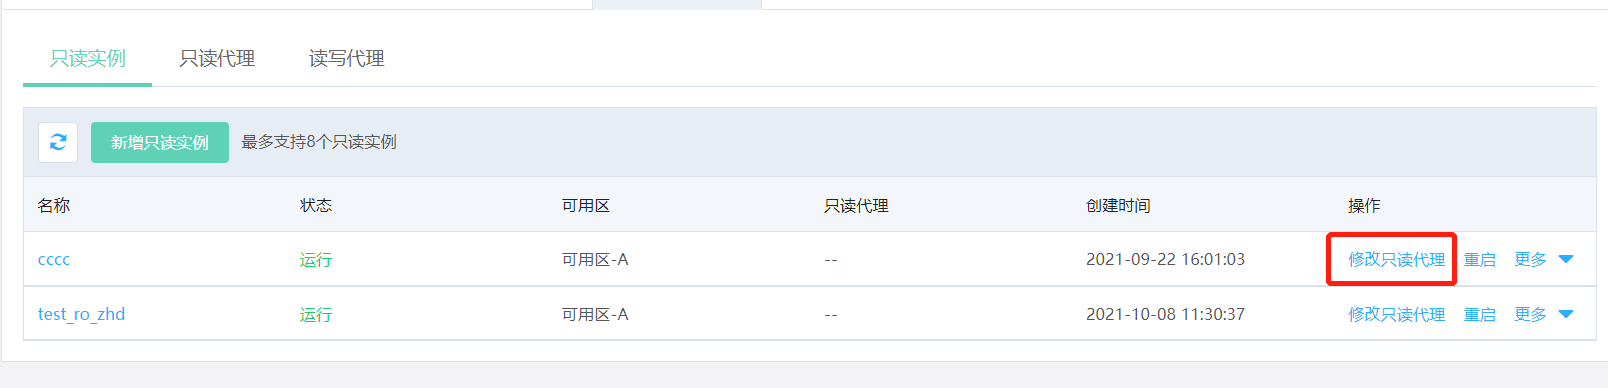 只读实例 只读代理 读写代理
新增只读实例 最多支持8个只读实例
名称 状态 可用区 只读代理 创建时间 操作
cccc 运行 可用区-A -- 2021-09-22 16:01:03 修改只读代理 重启 更多
test_ro_zhd 运行 可用区-A -- 2021-10-08 11:30:37 修改只读代理 重启 更多